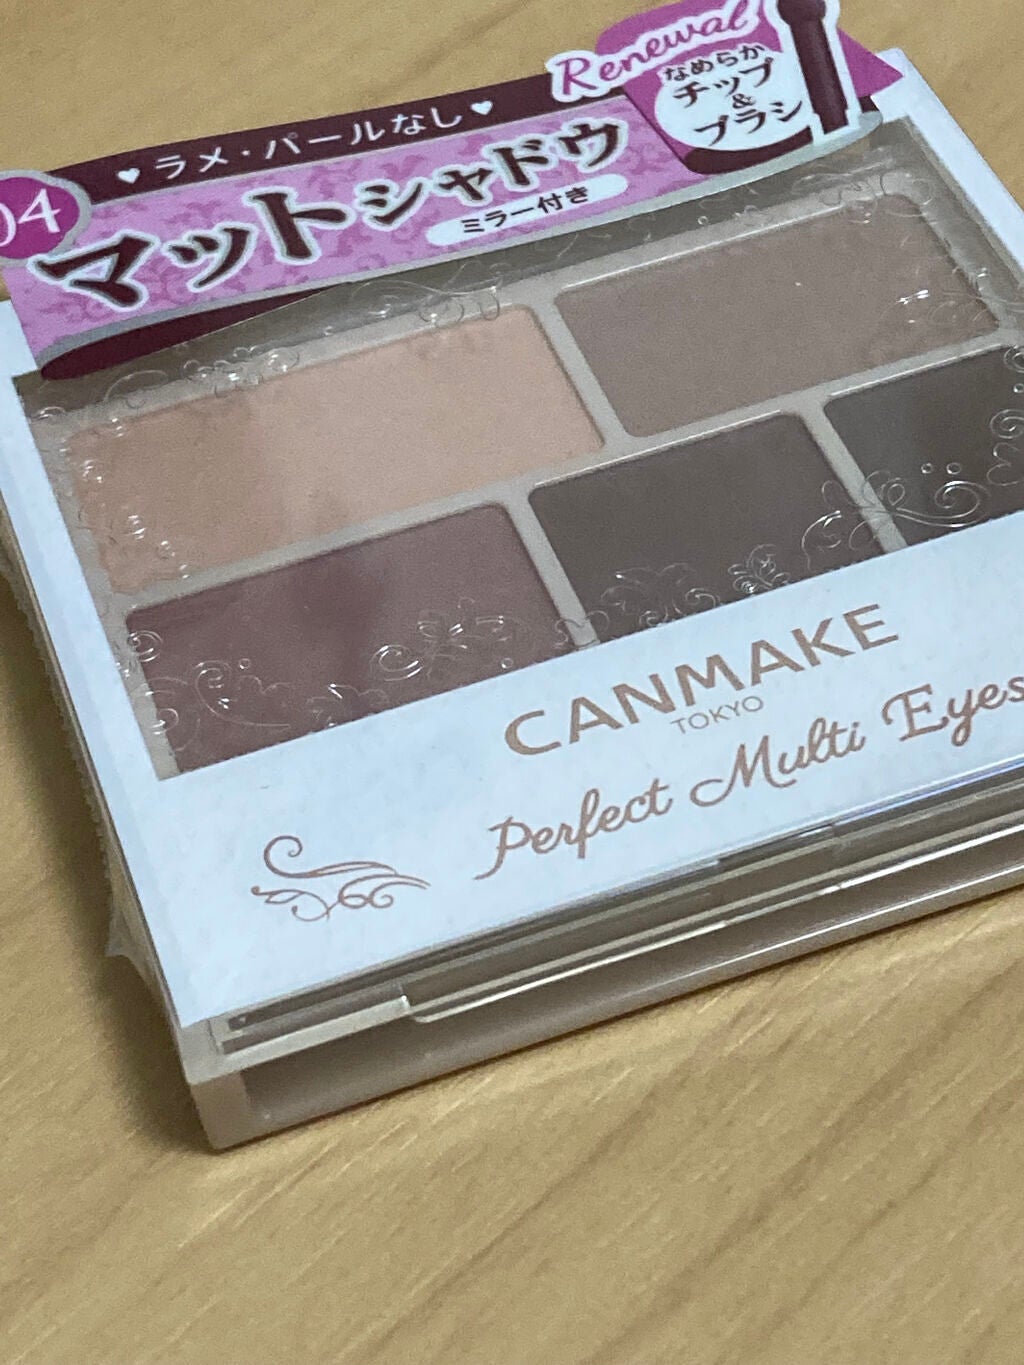 Renewal
なめらか
チップ
&
ブラシ
♥ラメ・パールなし♥
04
マットシャドウ
ミラー付き
CANMAKE
TOKYO
Perfect Multi Eyes